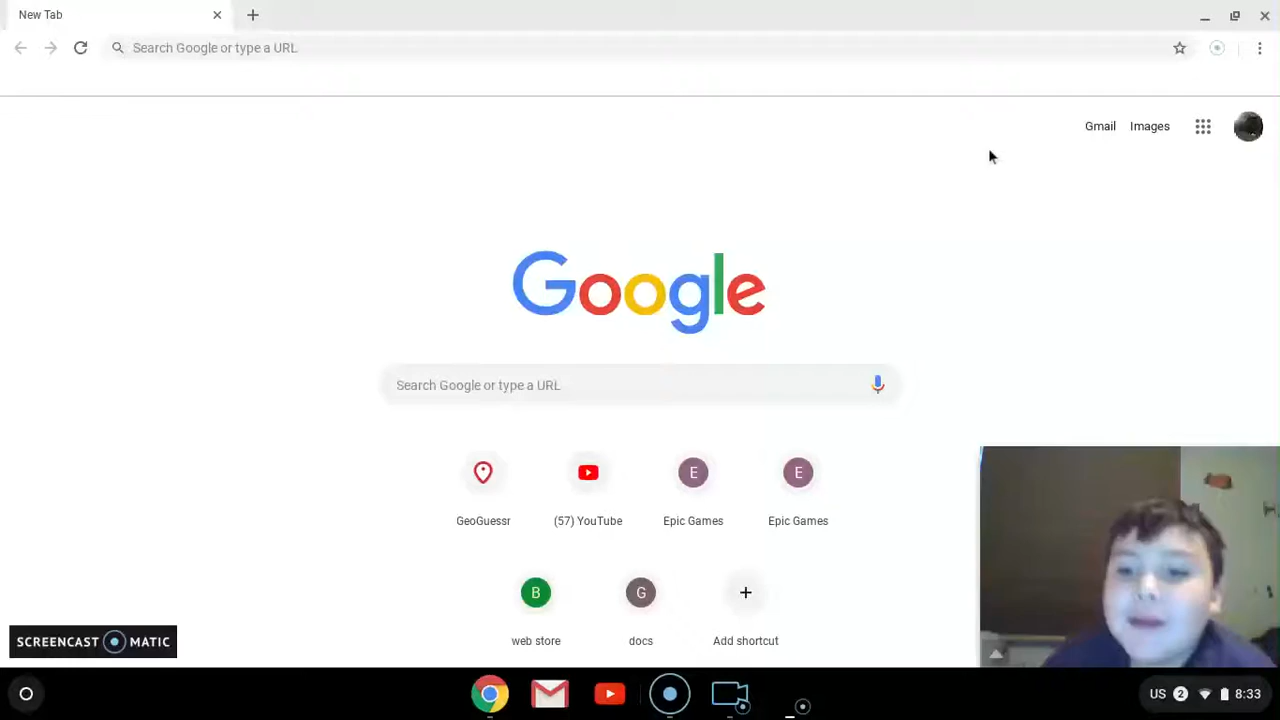 New Tab
Search Google or type a URL
Gmail Images
Google
Search Google or type a URL
E E
GeoGuessr (57) YouTube Epic Games Epic Games
B G
web store docs Add shortcut
SCREENCAST MATIC
US 2 8:33